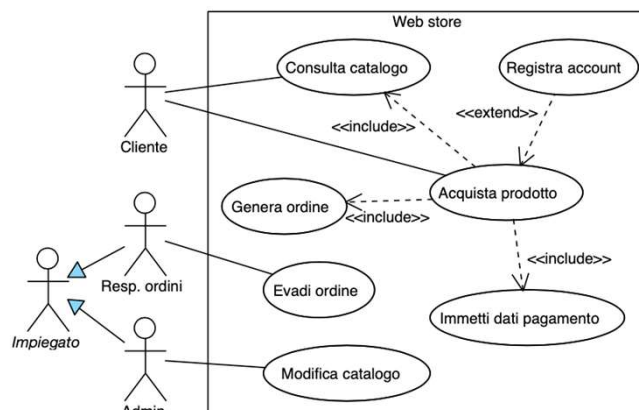 Web store
Consulta catalogo
Registra account
<<extend>>
<<include>>
Cliente
Acquista prodotto
Genera ordine
<<include>>
<<include>>
Resp. ordini
Evadi ordine
Immetti dati pagamento
Impiegato
Modifica catalogo
Admin